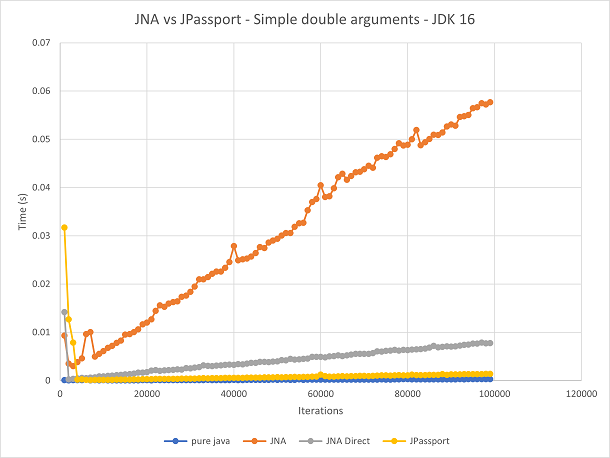 JNA vs JPassport - Simple double arguments - JDK 16
0.07
0.06
0.05
0.04
0.03
0.02
0.01
0
Time (s)
0 20000 40000 60000 80000 100000 120000
Iterations
pure java JNA JNA Direct JPassport